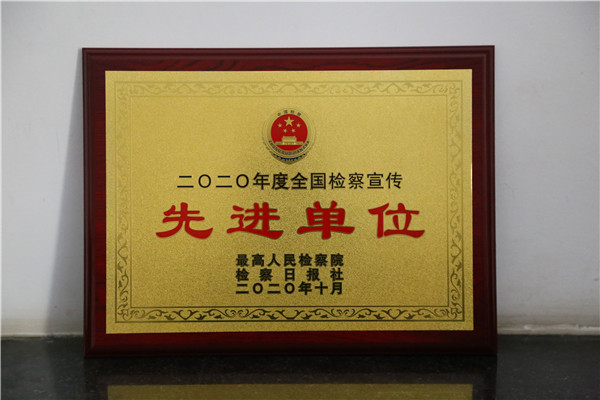 二〇二〇年度全国检察宣传
先进单位
最高人民检察院
检察日报社
二〇二〇年十月